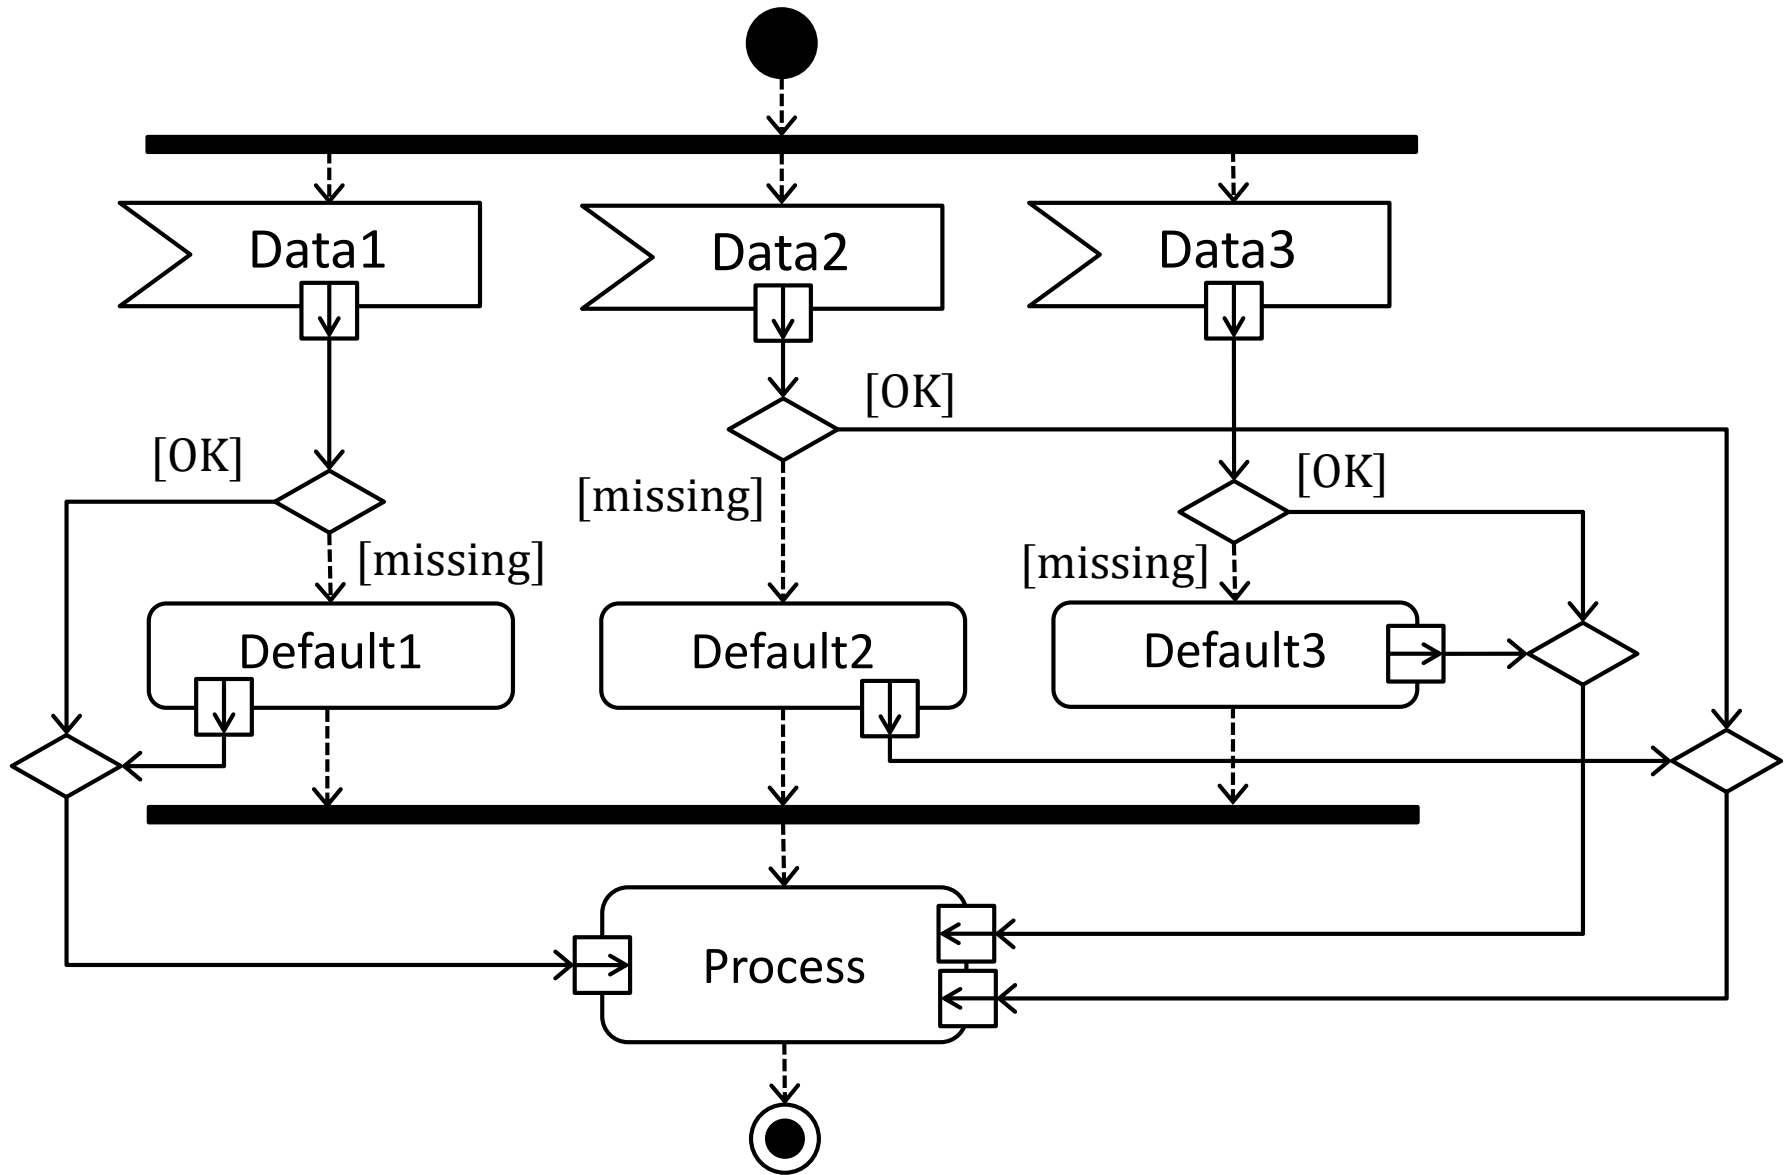 Data1
Data2
Data3
[OK]
[OK]
[OK]
[missing]
[missing]
[missing]
Default1
Default2
Default3
Process